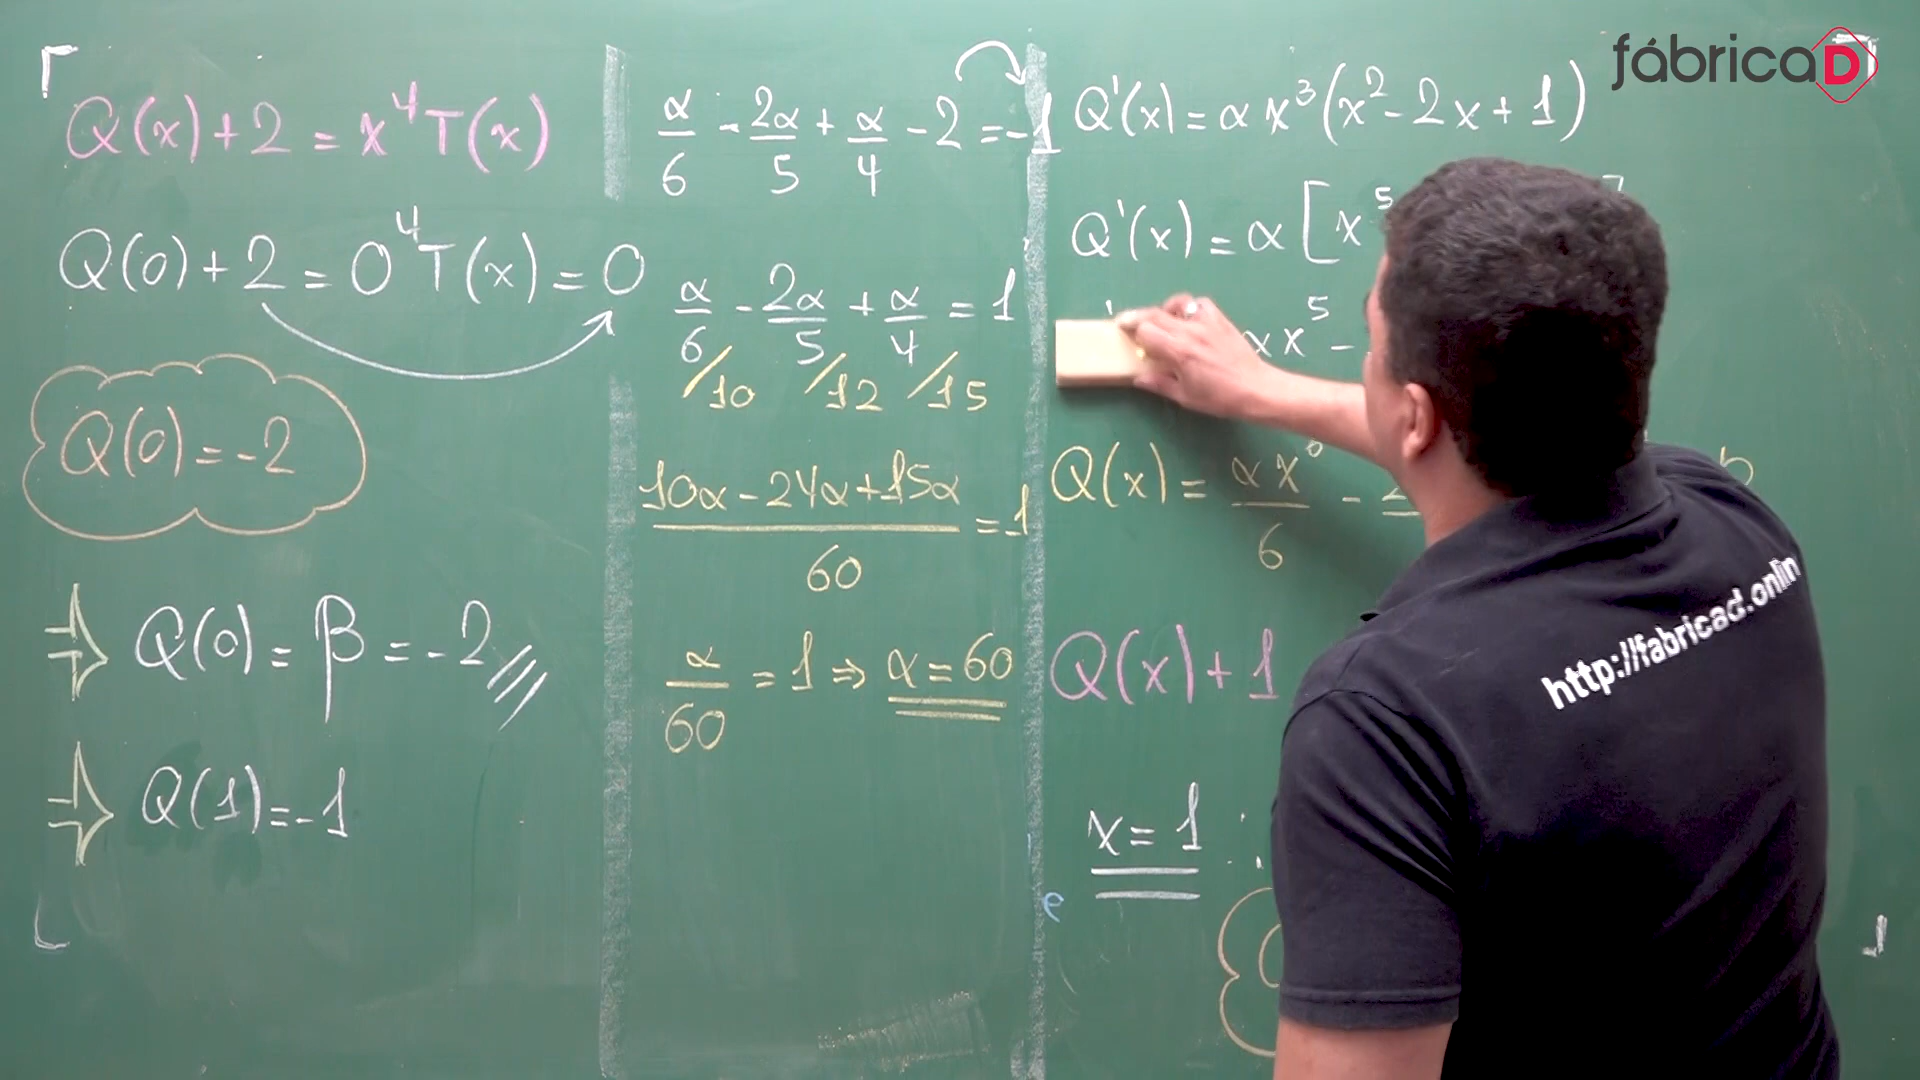 Q(x)+2 = x⁴T(x)
Q(0)+2 = 0⁴T(x) = 0
Q(0) = -2
⇒ Q(0) = β = -2
⇒ Q(1) = -1
α/6 - 2α/5 + α/4 - 2 = -1
α/6 - 2α/5 + α/4 = 1
/10 /12 /15
(10α - 24α + 15α)/60 = 1
α/60 = 1 ⇒ α = 60
fábricaD
Q'(x) = αx³(x² - 2x + 1)
Q'(x) = α[x⁵
αx⁵ -
Q(x) = αx⁶/6 -
Q(x)+1
x = 1
e
http://fabricad.onlin